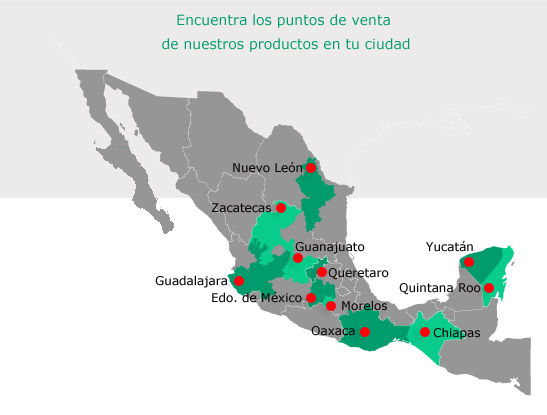 Encuentra los puntos de venta
de nuestros productos en tu ciudad
Nuevo León
Zacatecas
Guanajuato
Yucatán
Queretaro
Guadalajara
Quintana Roo
Edo. de México
Morelos
Oaxaca
Chiapas